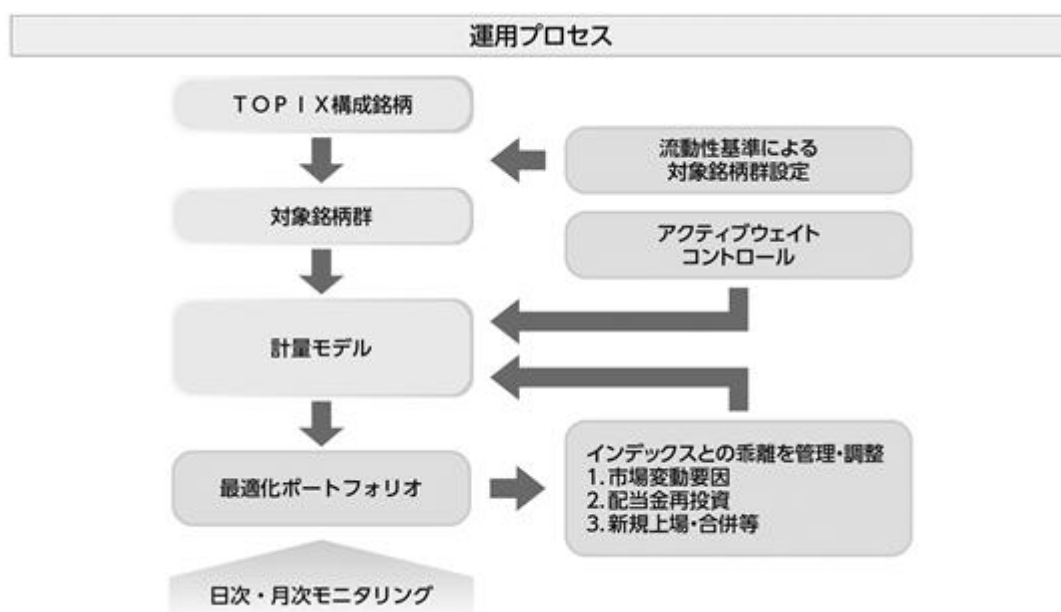 運用プロセス
TOPIX構成銘柄
流動性基準による
対象銘柄群設定
対象銘柄群
アクティブウェイト
コントロール
計量モデル
最適化ポートフォリオ
インデックスとの乖離を管理・調整
1.市場変動要因
2.配当金再投資
3.新規上場・合併等
日次・月次モニタリング